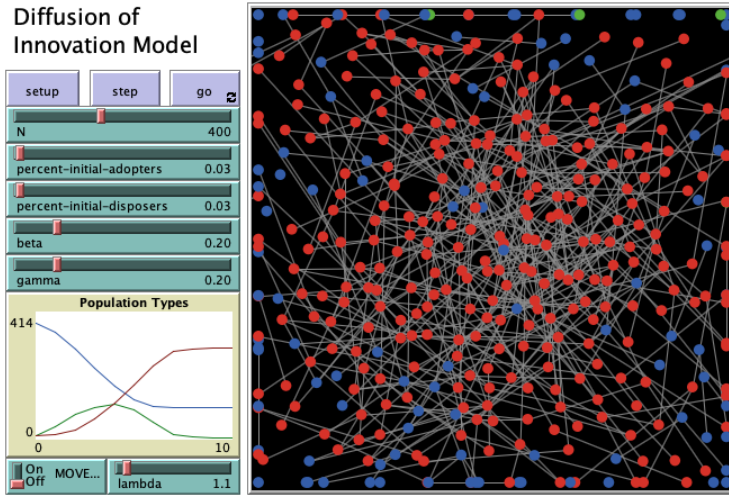 Diffusion of
Innovation Model
setup step go
N 400
percent-initial-adopters 0.03
percent-initial-disposers 0.03
beta 0.20
gamma 0.20
Population Types
414
0
0 10
On
Off
MOVE...
lambda 1.1